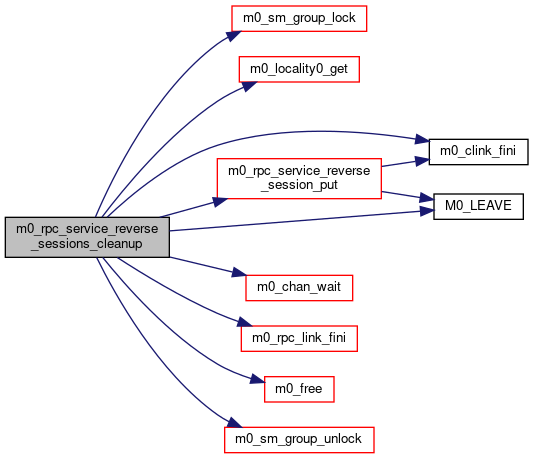 m0_sm_group_lock
m0_locality0_get
m0_clink_fini
m0_rpc_service_reverse
_session_put
M0_LEAVE
m0_rpc_service_reverse
_sessions_cleanup
m0_chan_wait
m0_rpc_link_fini
m0_free
m0_sm_group_unlock